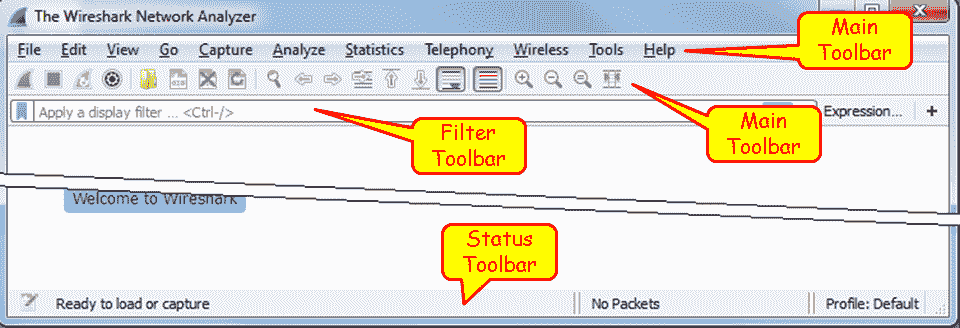 The Wireshark Network Analyzer
File Edit View Go Capture Analyze Statistics Telephony Wireless Tools Help
Main
Toolbar
Apply a display filter ... <Ctrl-/>
Expression... +
Filter
Toolbar
Main
Toolbar
Welcome to Wireshark
Status
Toolbar
Ready to load or capture
No Packets
Profile: Default